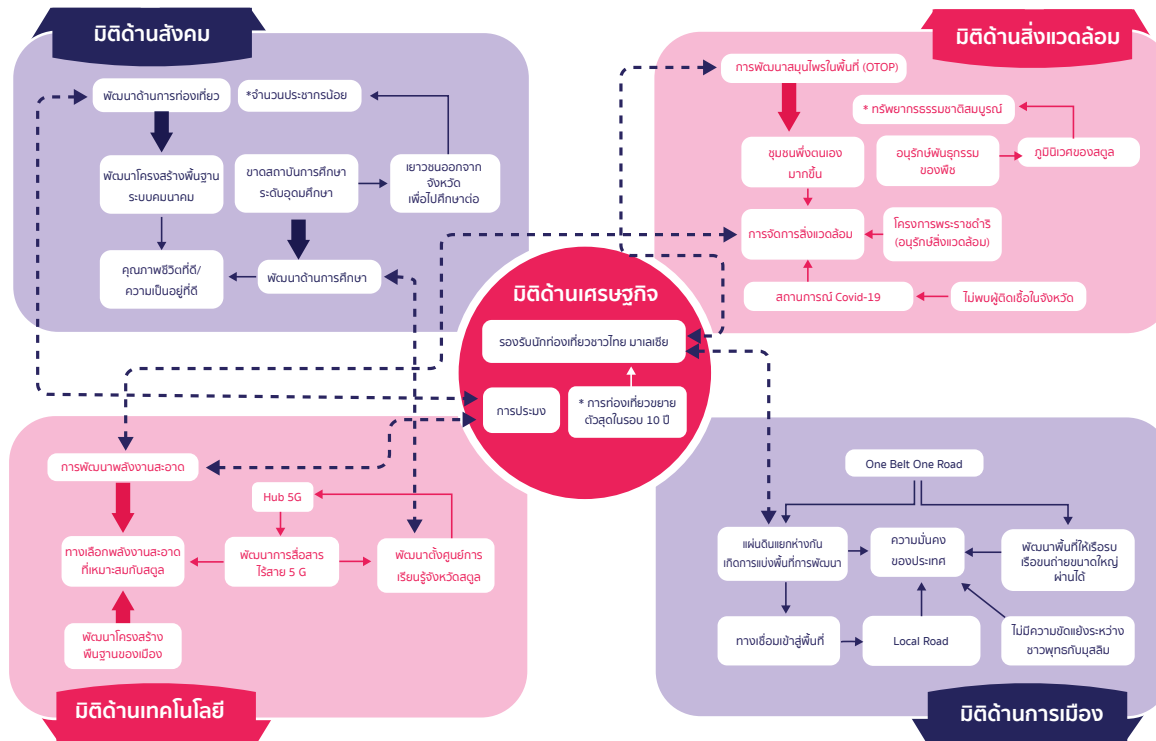 มิติด้านสังคม
พัฒนาด้านการท่องเที่ยว
*จำนวนประชากรน้อย
พัฒนาโครงสร้างพื้นฐาน
ระบบคมนาคม
ขาดสถาบันการศึกษา
ระดับอุดมศึกษา
เยาวชนออกจาก
จังหวัด
เพื่อไปศึกษาต่อ
คุณภาพชีวิตที่ดี/
ความเป็นอยู่ที่ดี
พัฒนาด้านการศึกษา
มิติด้านสิ่งแวดล้อม
การพัฒนาสมุนไพรในพื้นที่ (OTOP)
* ทรัพยากรธรรมชาติสมบูรณ์
ชุมชนพึ่งตนเอง
มากขึ้น
อนุรักษ์พันธุกรรม
ของพืช
ภูมินิเวศของสตูล
การจัดการสิ่งแวดล้อม
โครงการพระราชดำริ
(อนุรักษ์สิ่งแวดล้อม)
สถานการณ์ Covid-19
ไม่พบผู้ติดเชื้อในจังหวัด
มิติด้านเศรษฐกิจ
รองรับนักท่องเที่ยวชาวไทย มาเลเซีย
การประมง
* การท่องเที่ยวขยาย
ตัวสุดในรอบ 10 ปี
การพัฒนาพลังงานสะอาด
Hub 5G
ทางเลือกพลังงานสะอาด
ที่เหมาะสมกับสตูล
พัฒนาการสื่อสาร
ไร้สาย 5 G
พัฒนาตั้งศูนย์การ
เรียนรู้จังหวัดสตูล
พัฒนาโครงสร้าง
พื้นฐานของเมือง
มิติด้านเทคโนโลยี
One Belt One Road
แผ่นดินแยกห่างกัน
เกิดการแบ่งพื้นที่การพัฒนา
ความมั่นคง
ของประเทศ
พัฒนาพื้นที่ให้เรือรบ
เรือขนถ่ายขนาดใหญ่
ผ่านได้
ทางเชื่อมเข้าสู่พื้นที่
Local Road
ไม่มีความขัดแย้งระหว่าง
ชาวพุทธกับมุสลิม
มิติด้านการเมือง